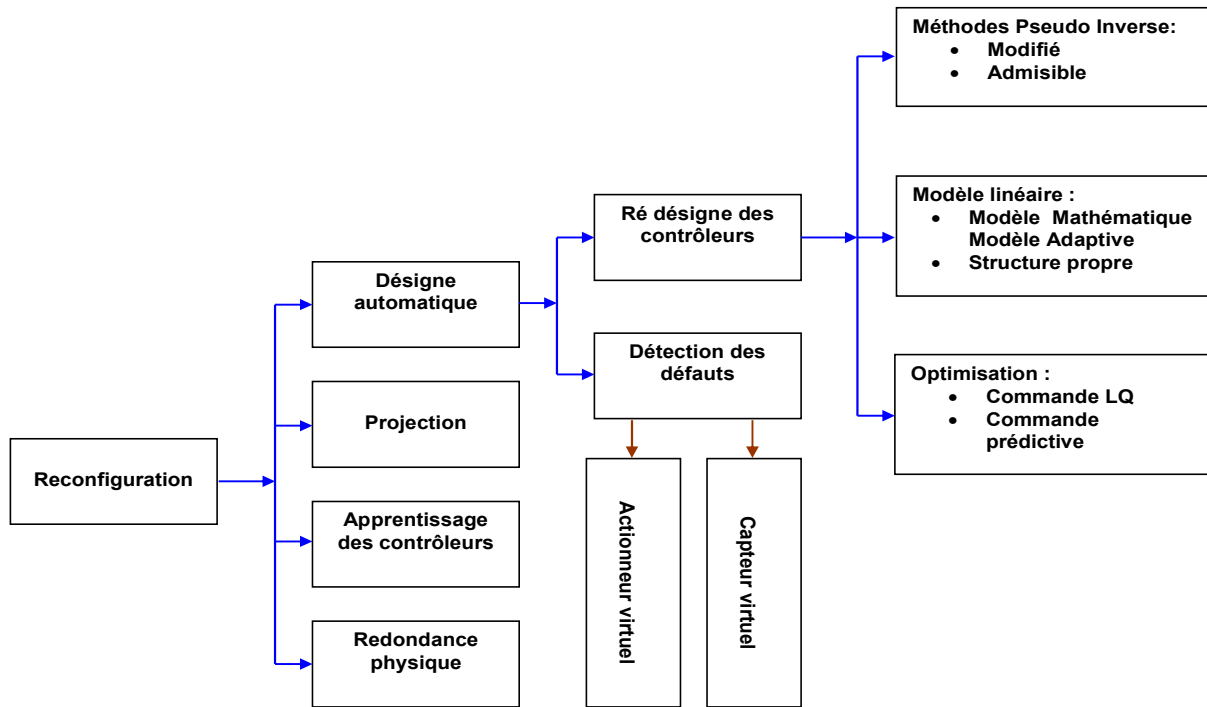 Méthodes Pseudo Inverse:
• Modifié
• Admisible
Modèle linéaire :
• Modèle Mathématique
Modèle Adaptive
• Structure propre
Ré désigne des
contrôleurs
Désigne
automatique
Détection des
défauts
Optimisation :
• Commande LQ
• Commande
prédictive
Projection
Reconfiguration
Apprentissage
des contrôleurs
Redondance
physique
Actionneur virtuel
Capteur virtuel